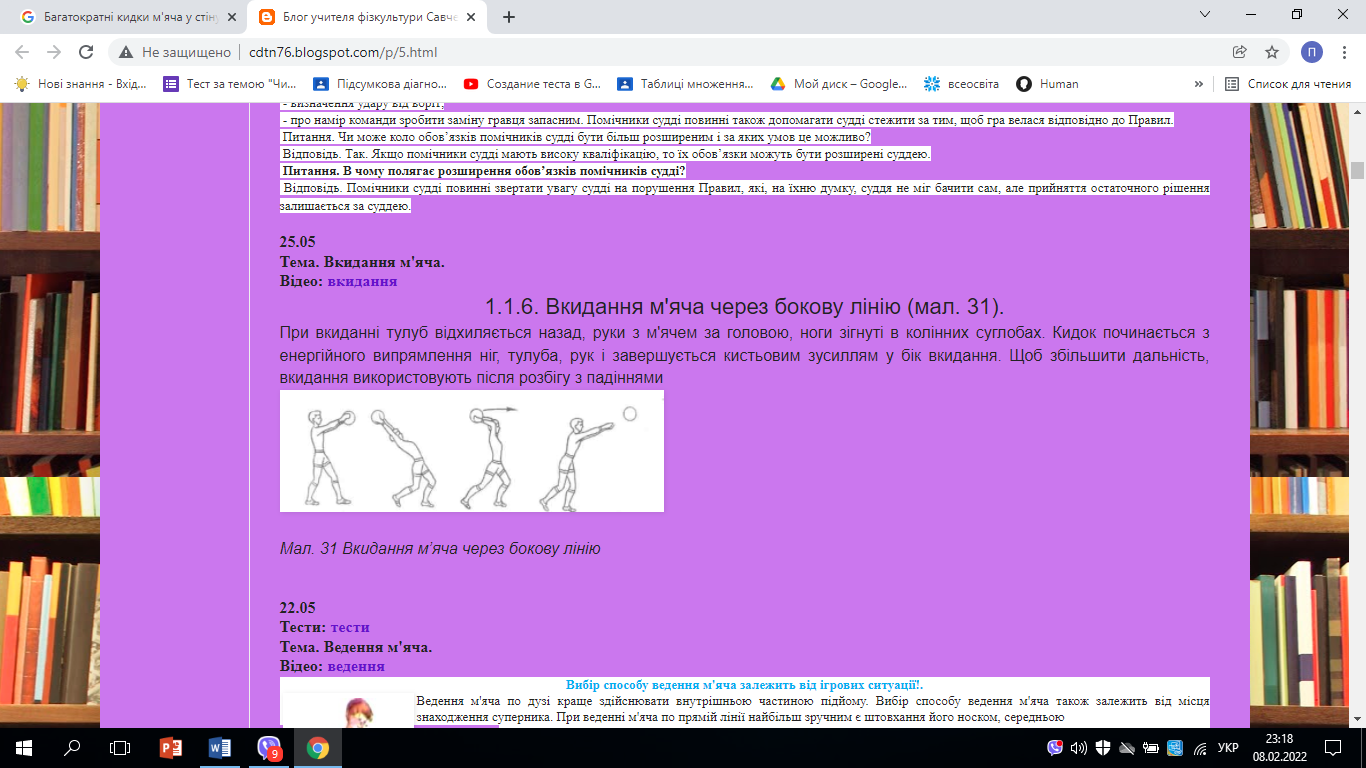 Багатократні кидки м'яча у стіну
Блог учителя фізкультури Савче
Не защищено
cdtn76.blogspot.com/p/5.html
П
Нові знання - Вхід...
Тест за темою "Чи...
Підсумкова діагно...
Создание теста в G...
Таблиці множення...
Мой диск – Google...
всеосвіта
Human
»
Список для чтения
- визначення удару від воріт;
- про намір команди зробити заміну гравця запасним. Помічники судді повинні також допомагати судді стежити за тим, щоб гра велася відповідно до Правил.
Питання. Чи може коло обов’язків помічників судді бути більш розширеним і за яких умов це можливо?
Відповідь. Так. Якщо помічники судді мають високу кваліфікацію, то їх обов’язки можуть бути розширені суддею.
Питання. В чому полягає розширення обов’язків помічників судді?
Відповідь. Помічники судді повинні звертати увагу судді на порушення Правил, які, на їхню думку, суддя не міг бачити сам, але прийняття остаточного рішення
залишається за суддею.
25.05
Тема. Вкидання м'яча.
Відео: вкидання
1.1.6. Вкидання м'яча через бокову лінію (мал. 31).
При вкиданні тулуб відхиляється назад, руки з м'ячем за головою, ноги зігнуті в колінних суглобах. Кидок починається з
енергійного випрямлення ніг, тулуба, рук і завершується кистьовим зусиллям у бік вкидання. Щоб збільшити дальність,
вкидання використовують після розбігу з падіннями
Мал. 31 Вкидання м’яча через бокову лінію
22.05
Тести: тести
Тема. Ведення м'яча.
Відео: ведення
Вибір способу ведення м'яча залежить від ігрових ситуації!.
Ведення м'яча по дузі краще здійснювати внутрішньою частиною підйому. Вибір способу ведення м'яча також залежить від місця
знаходження суперника. При веденні м'яча по прямій лінії найбільш зручним є штовхання його носком, середньою
9
УКР
23:18
08.02.2022